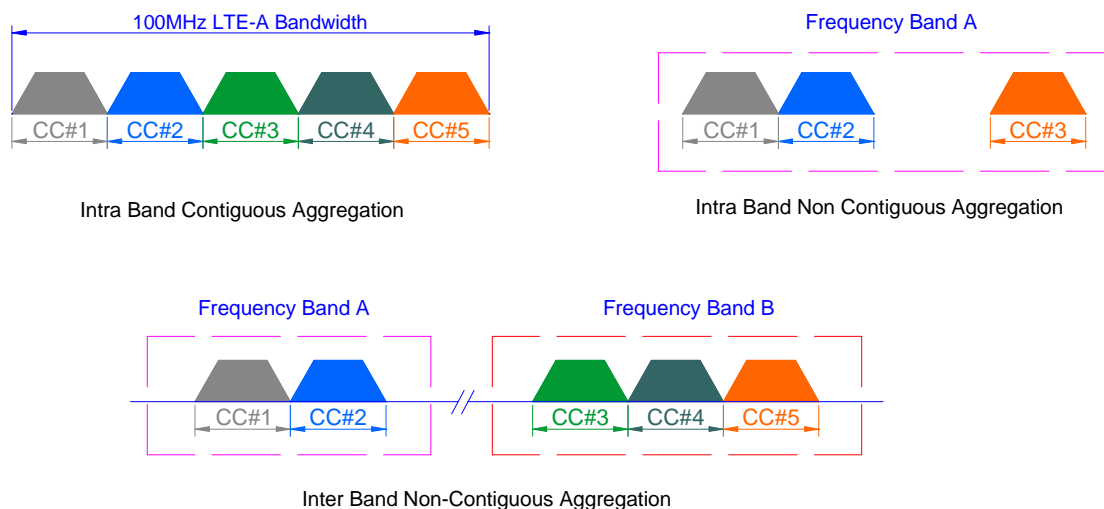 100MHz LTE-A Bandwidth
CC#1 CC#2 CC#3 CC#4 CC#5
Intra Band Contiguous Aggregation
Frequency Band A
CC#1 CC#2 CC#3
Intra Band Non Contiguous Aggregation
Frequency Band A
CC#1 CC#2
Frequency Band B
CC#3 CC#4 CC#5
Inter Band Non-Contiguous Aggregation